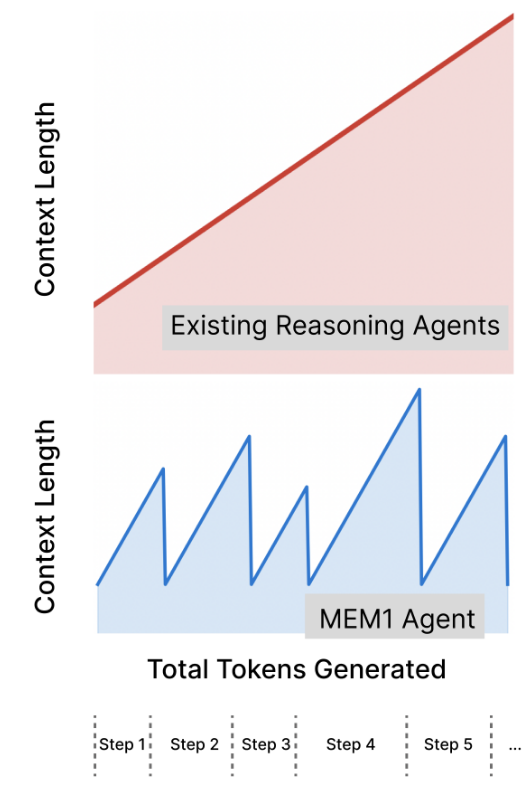 Context Length
Existing Reasoning Agents
Context Length
MEM1 Agent
Total Tokens Generated
Step 1 Step 2 Step 3 Step 4 Step 5 ...